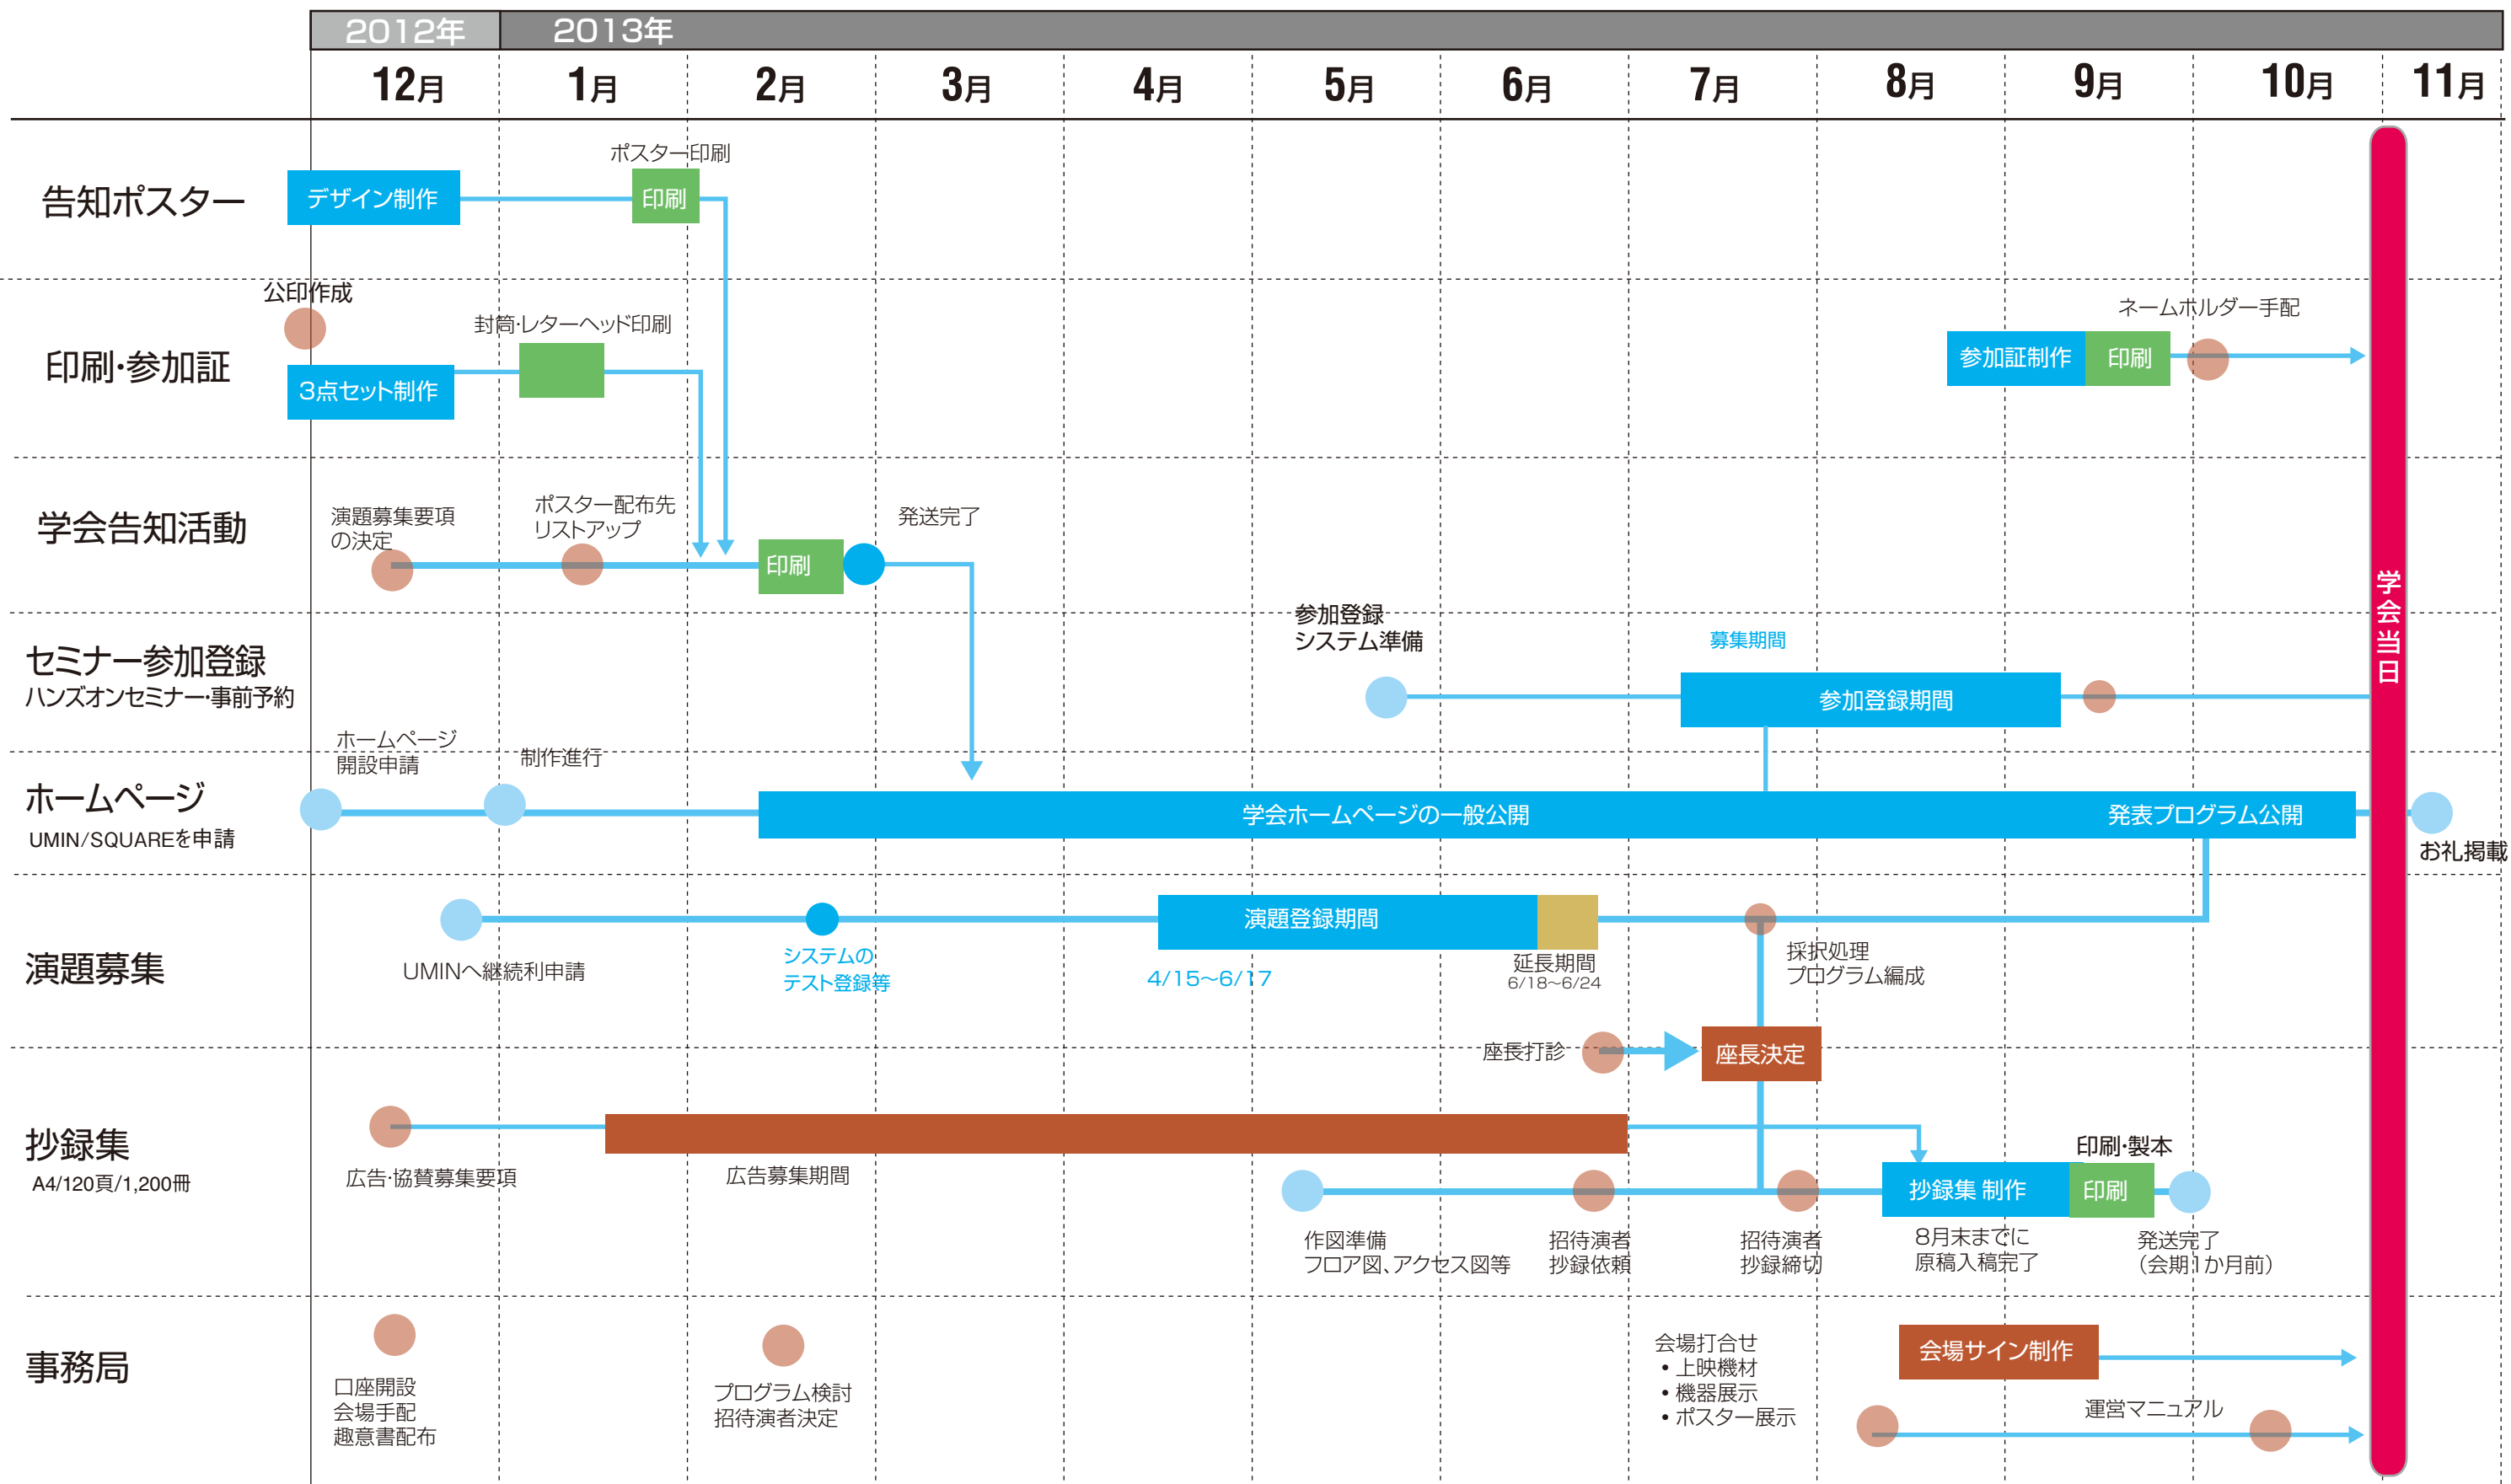 2012年
2013年
12月
1月
2月
3月
4月
5月
6月
7月
8月
9月
10月
11月
告知ポスター
デザイン制作
ポスター印刷
印刷
公印作成
印刷・参加証
3点セット制作
封筒・レターヘッド印刷
参加証制作
印刷
ネームホルダー手配
学会告知活動
演題募集要項
の決定
ポスター配布先
リストアップ
印刷
発送完了
学会当日
セミナー参加登録
ハンズオンセミナー・事前予約
参加登録
システム準備
募集期間
参加登録期間
ホームページ
UMIN/SQUAREを申請
ホームページ
開設申請
制作進行
学会ホームページの一般公開
発表プログラム公開
お礼掲載
演題募集
UMINへ継続利申請
システムの
テスト登録等
演題登録期間
4/15〜6/17
延長期間
6/18〜6/24
採択処理
プログラム編成
座長打診
座長決定
抄録集
A4/120頁/1,200冊
広告・協賛募集要項
広告募集期間
作図準備
フロア図、アクセス図等
招待演者
抄録依頼
招待演者
抄録締切
抄録集 制作
8月末までに
原稿入稿完了
印刷・製本
印刷
発送完了
（会期1か月前）
事務局
口座開設
会場手配
趣意書配布
プログラム検討
招待演者決定
会場打合せ
・上映機材
・機器展示
・ポスター展示
会場サイン制作
運営マニュアル